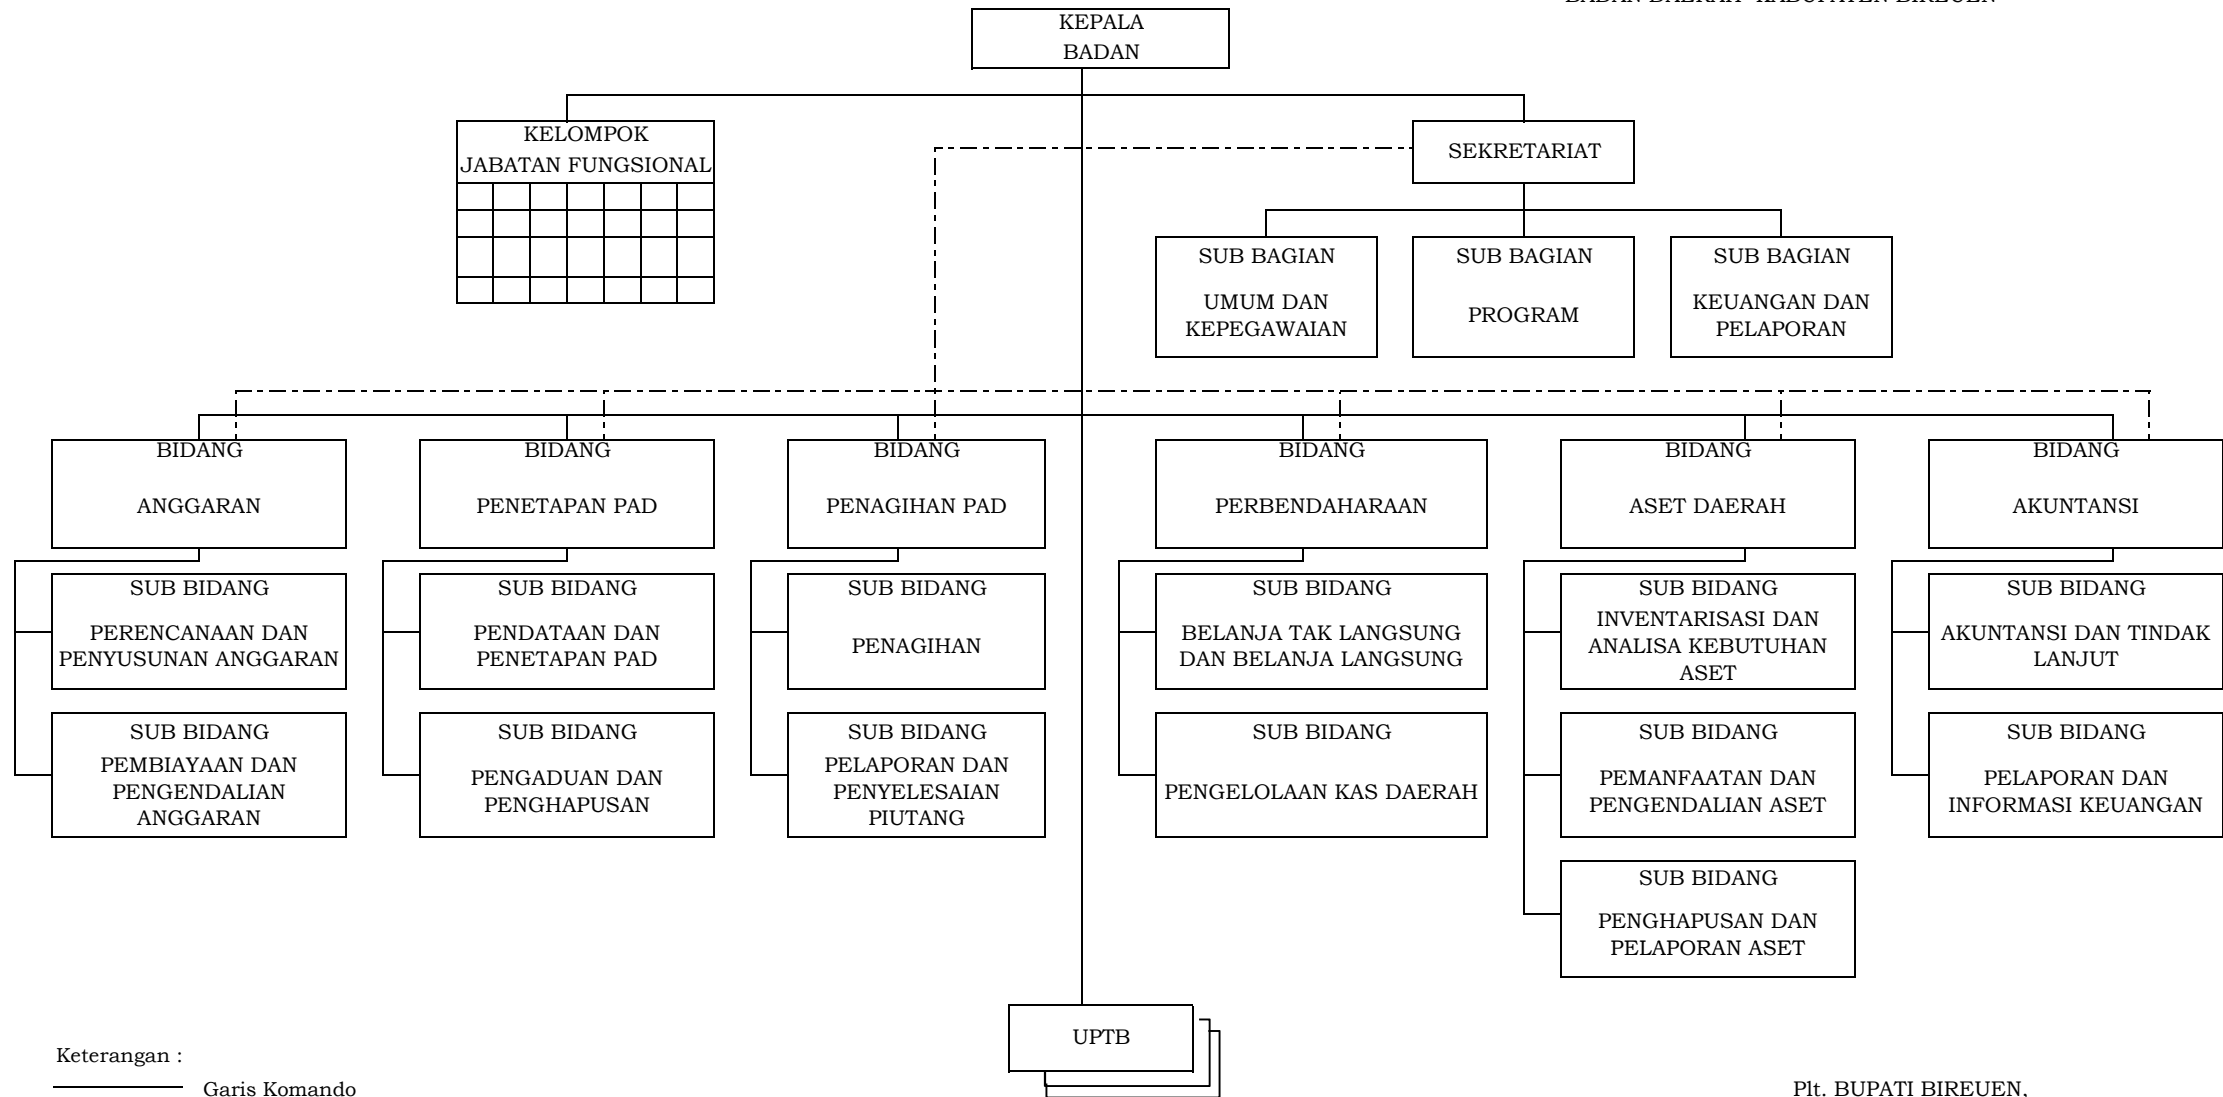 BADAN DAERAH KABUPATEN BIREUEN
KEPALA
BADAN
KELOMPOK
JABATAN FUNGSIONAL
SEKRETARIAT
SUB BAGIAN
UMUM DAN
KEPEGAWAIAN
SUB BAGIAN
PROGRAM
SUB BAGIAN
KEUANGAN DAN
PELAPORAN
BIDANG
ANGGARAN
BIDANG
PENETAPAN PAD
BIDANG
PENAGIHAN PAD
BIDANG
PERBENDAHARAAN
BIDANG
ASET DAERAH
BIDANG
AKUNTANSI
SUB BIDANG
PERENCANAAN DAN
PENYUSUNAN ANGGARAN
SUB BIDANG
PENDATAAN DAN
PENETAPAN PAD
SUB BIDANG
PENAGIHAN
SUB BIDANG
BELANJA TAK LANGSUNG
DAN BELANJA LANGSUNG
SUB BIDANG
INVENTARISASI DAN
ANALISA KEBUTUHAN
ASET
SUB BIDANG
AKUNTANSI DAN TINDAK
LANJUT
SUB BIDANG
PEMBIAYAAN DAN
PENGENDALIAN
ANGGARAN
SUB BIDANG
PENGADUAN DAN
PENGHAPUSAN
SUB BIDANG
PELAPORAN DAN
PENYELESAIAN
PIUTANG
SUB BIDANG
PENGELOLAAN KAS DAERAH
SUB BIDANG
PEMANFAATAN DAN
PENGENDALIAN ASET
SUB BIDANG
PELAPORAN DAN
INFORMASI KEUANGAN
SUB BIDANG
PENGHAPUSAN DAN
PELAPORAN ASET
UPTB
Keterangan :
Garis Komando
Plt. BUPATI BIREUEN,